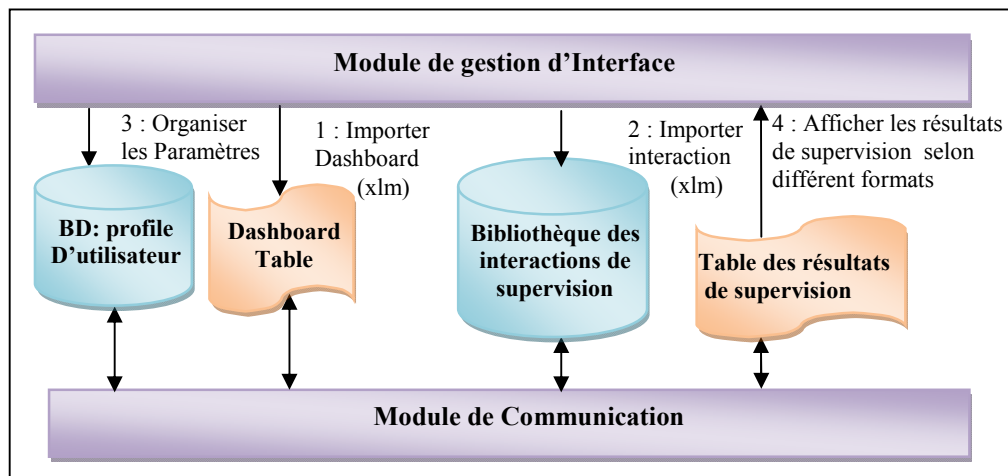 Module de gestion d’Interface
3 : Organiser
les Paramètres
1 : Importer
Dashboard
(xlm)
2 : Importer
interaction
(xlm)
4 : Afficher les résultats
de supervision selon
différent formats
BD: profile
D’utilisateur
Dashboard
Table
Bibliothèque des
interactions de
supervision
Table des résultats
de supervision
Module de Communication